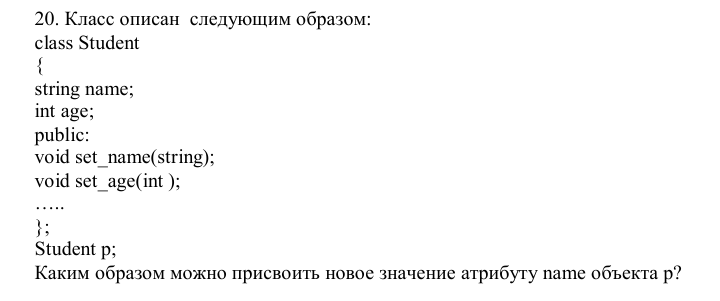 20. Класс описан  следующим образом:
class Student
{
string name;
int age;
public:
void set_name(string);
void set_age(int );
…..
};
Student p;
Каким образом можно присвоить новое значение атрибуту name объекта p?